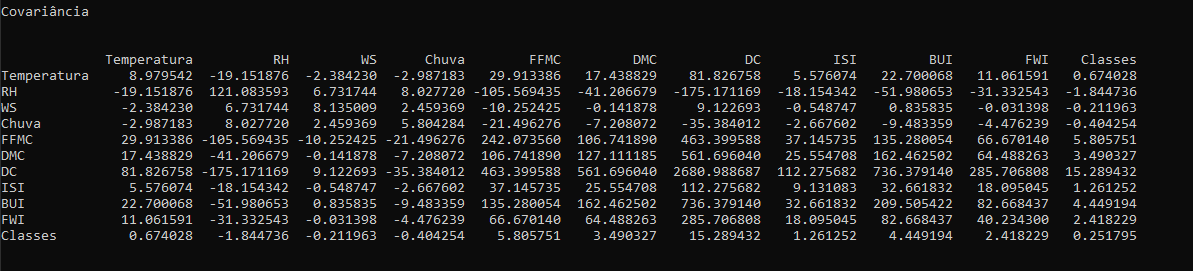 Covariância
Temperatura RH WS Chuva FFMC DMC DC ISI BUI FWI Classes
Temperatura 8.979542 -19.151876 -2.384230 -2.987183 29.913386 17.438829 81.826758 5.576074 22.700068 11.061591 0.674028
RH -19.151876 121.083593 6.731744 8.027720 -105.569435 -41.206679 -175.171169 -18.154342 -51.980653 -31.332543 -1.844736
WS -2.384230 6.731744 8.135009 2.459369 -10.252425 -0.141878 9.122693 -0.548747 0.835835 -0.031398 -0.211963
Chuva -2.987183 8.027720 2.459369 5.804284 -21.496276 -7.208072 -35.384012 -2.667602 -9.483359 -4.476239 -0.404254
FFMC 29.913386 -105.569435 -10.252425 -21.496276 242.073560 106.741890 463.399588 37.145735 135.280054 66.670140 5.805751
DMC 17.438829 -41.206679 -0.141878 -7.208072 106.741890 127.111185 561.696040 25.554708 162.462502 64.488263 3.490327
DC 81.826758 -175.171169 9.122693 -35.384012 463.399588 561.696040 2680.988687 112.275682 736.379140 285.706808 15.289432
ISI 5.576074 -18.154342 -0.548747 -2.667602 37.145735 25.554708 112.275682 9.131083 32.661832 18.095045 1.261252
BUI 22.700068 -51.980653 0.835835 -9.483359 135.280054 162.462502 736.379140 32.661832 209.505422 82.668437 4.449194
FWI 11.061591 -31.332543 -0.031398 -4.476239 66.670140 64.488263 285.706808 18.095045 82.668437 40.234300 2.418229
Classes 0.674028 -1.844736 -0.211963 -0.404254 5.805751 3.490327 15.289432 1.261252 4.449194 2.418229 0.251795